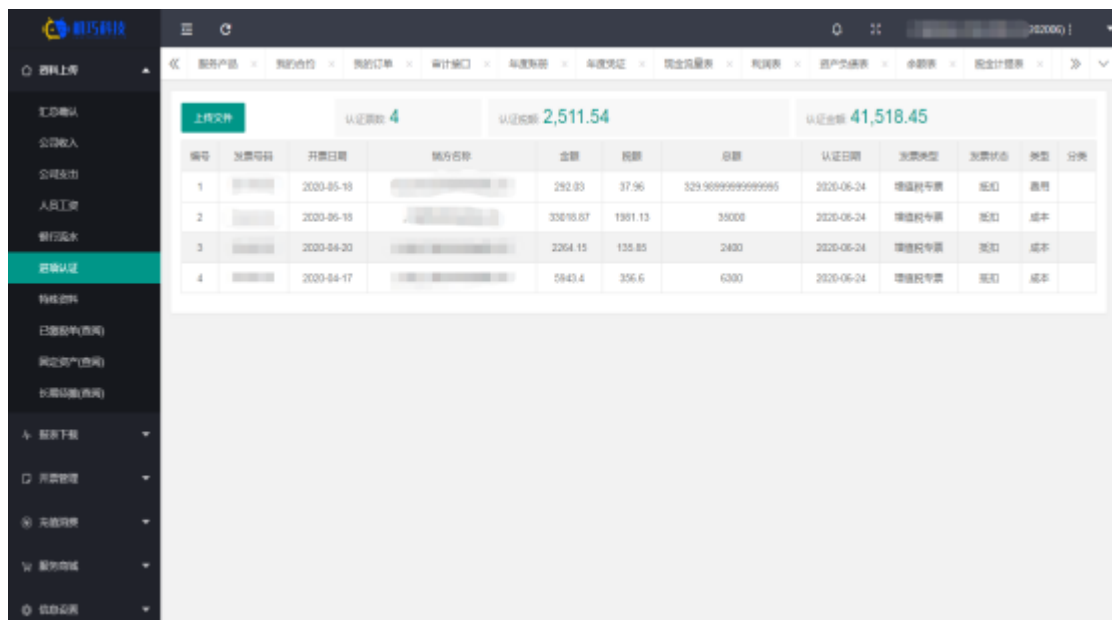 资料上传
202006)
服务产品 × 我的合约 × 我的订单 × 审计接口 × 年度账册 × 年度凭证 × 现金流量表 × 利润表 × 资产负债表 × 余额表 × 税金计提表 ×
汇总确认
公司收入
公司支出
人员工资
银行流水
进项认证
特殊资料
已缴税单(查阅)
固定资产(查阅)
长期待摊(查阅)
报表下载
开票管理
充值消费
服务商城
信息设置
上传文件 认证票数: 4 认证税额: 2,511.54 认证金额: 41,518.45
编号 发票号码 开票日期 销方名称 金额 税额 总额 认证日期 发票类型 发票状态 类型 分类
1 2020-05-18 292.03 37.96 329.98999999999995 2020-06-24 增值税专票 抵扣 费用
2 2020-06-18 33018.87 1981.13 35000 2020-06-24 增值税专票 抵扣 成本
3 2020-04-20 2264.15 135.85 2400 2020-06-24 增值税专票 抵扣 成本
4 2020-04-17 5943.4 356.6 6300 2020-06-24 增值税专票 抵扣 成本